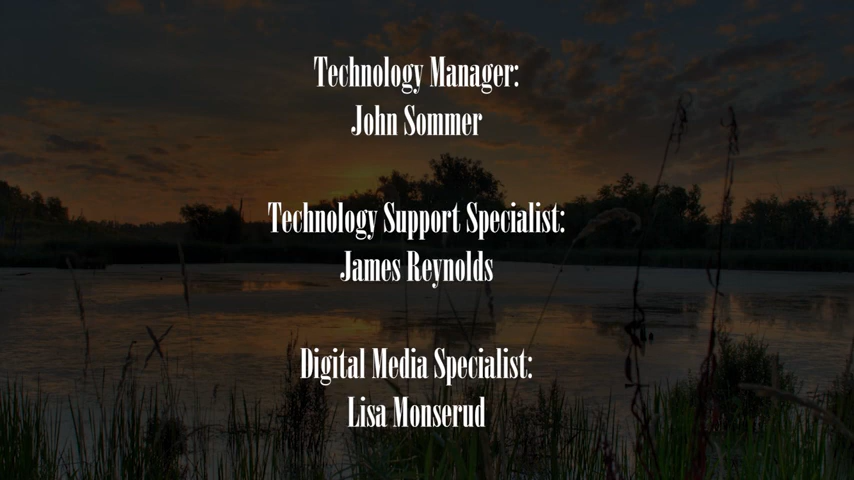 Technology Manager:
John Sommer
Technology Support Specialist:
James Reynolds
Digital Media Specialist:
Lisa Monserud